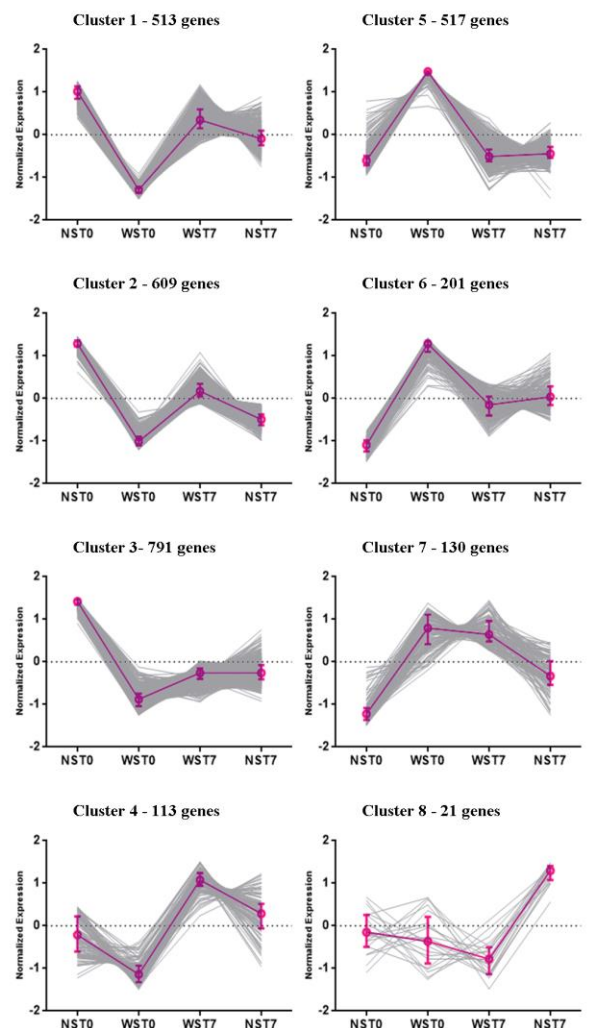 Cluster 1 - 513 genes
Normalized Expression
2
1
0
-1
-2
NST0 WST0 WST7 NST7
Cluster 5 - 517 genes
Normalized Expression
2
1
0
-1
-2
NST0 WST0 WST7 NST7
Cluster 2 - 609 genes
Normalized Expression
2
1
0
-1
-2
NST0 WST0 WST7 NST7
Cluster 6 - 201 genes
Normalized Expression
2
1
0
-1
-2
NST0 WST0 WST7 NST7
Cluster 3- 791 genes
Normalized Expression
2
1
0
-1
-2
NST0 WST0 WST7 NST7
Cluster 7 - 130 genes
Normalized Expression
2
1
0
-1
-2
NST0 WST0 WST7 NST7
Cluster 4 - 113 genes
Normalized Expression
2
1
0
-1
-2
NST0 WST0 WST7 NST7
Cluster 8 - 21 genes
Normalized Expression
2
1
0
-1
-2
NST0 WST0 WST7 NST7